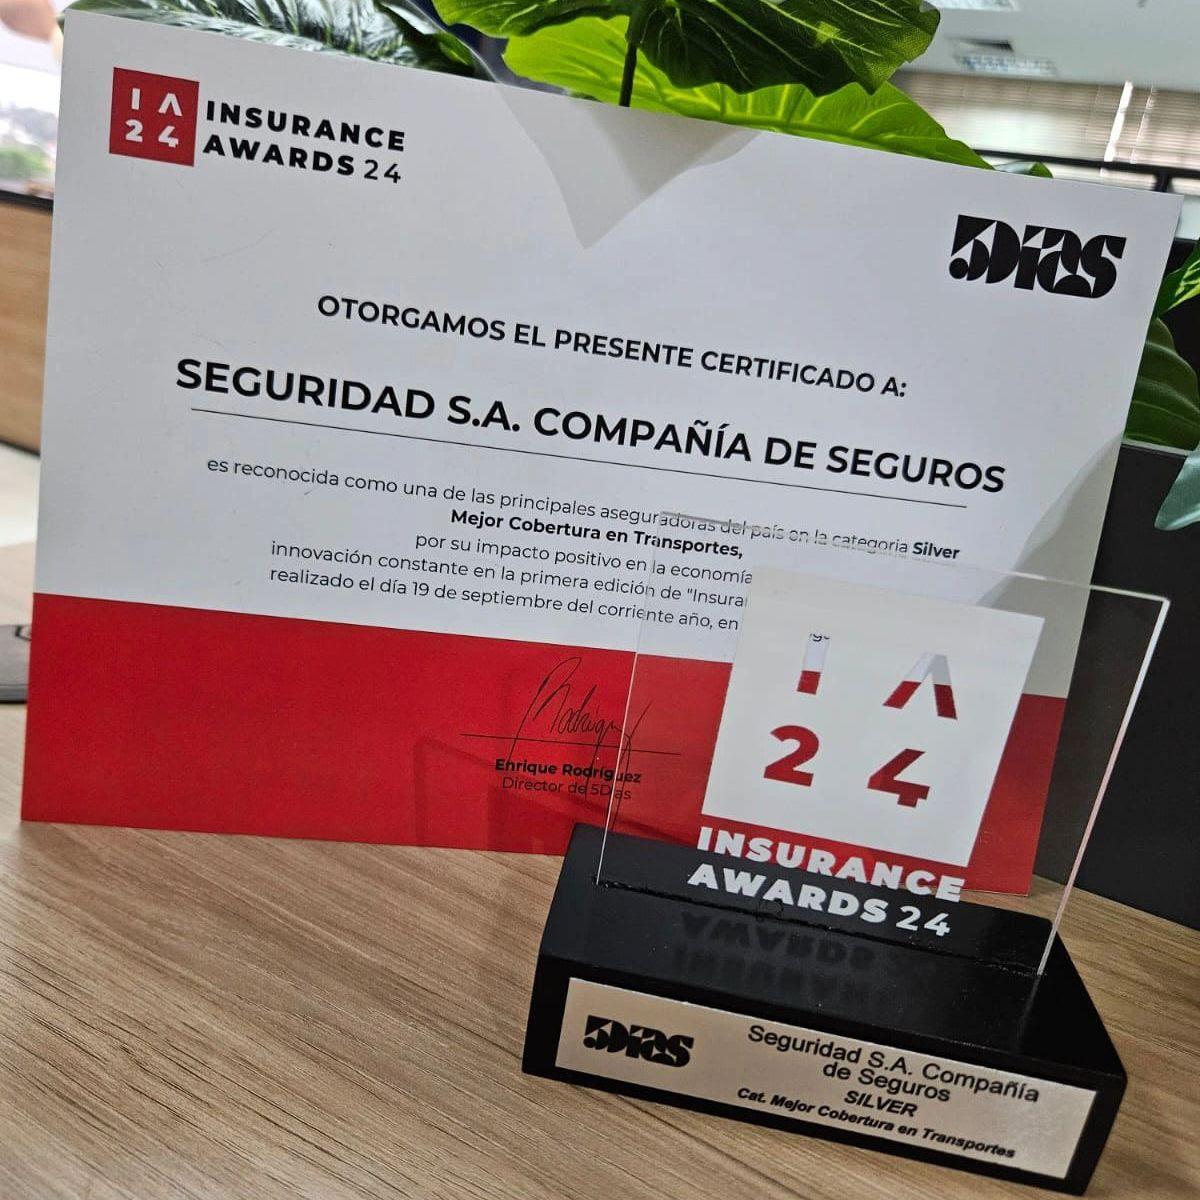 IA
24
INSURANCE
AWARDS 24
5Días
OTORGAMOS EL PRESENTE CERTIFICADO A:
SEGURIDAD S.A. COMPAÑÍA DE SEGUROS
es reconocida como una de las principales aseguradoras del país en la categoria Silver
Mejor Cobertura en Transportes,
por su impacto positivo en la economía
innovación constante en la primera edición de "Insura
realizado el día 19 de septiembre del corriente año, en
Enrique Rodríguez
Director de 5Días
IA
24
INSURANCE
AWARDS 24
5Días
Seguridad S.A. Compañía
de Seguros
SILVER
Cat. Mejor Cobertura en Transportes